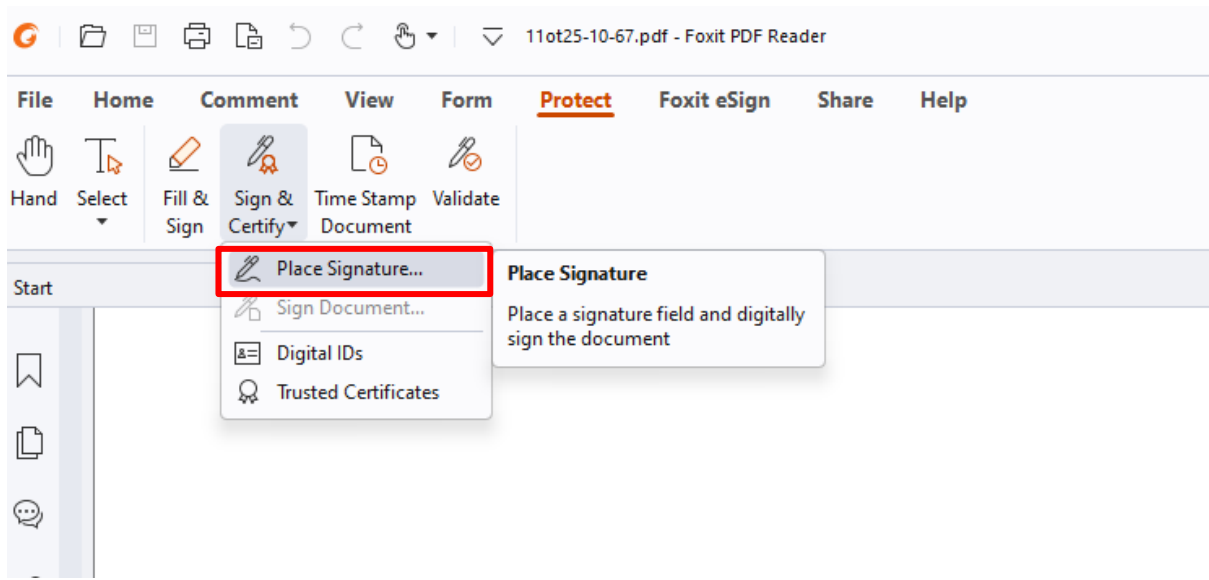 11ot25-10-67.pdf - Foxit PDF Reader
File Home Comment View Form Protect Foxit eSign Share Help
Hand Select Fill & Sign & Time Stamp Validate
Sign Certify Document
Place Signature...
Place Signature
Start
Sign Document...
Place a signature field and digitally
sign the document
Digital IDs
Trusted Certificates